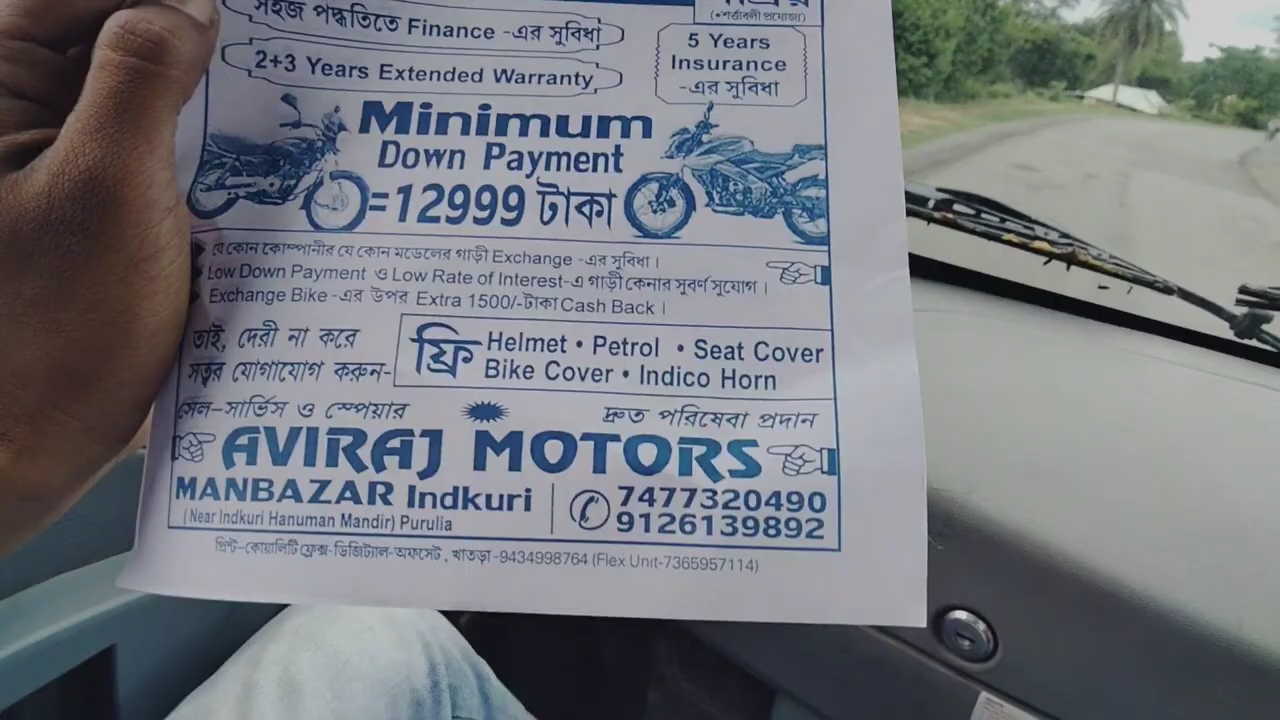 সহজ পদ্ধতিতে Finance -এর সুবিধা
(*শর্তাবলী প্রযোজ্য)
2+3 Years Extended Warranty
5 Years
Insurance
-এর সুবিধা
Minimum
Down Payment
=12999 টাকা
যে কোন কোম্পানীর যে কোন মডেলের গাড়ী Exchange -এর সুবিধা।
Low Down Payment ও Low Rate of Interest-এ গাড়ী কেনার সুবর্ণ সুযোগ।
Exchange Bike -এর উপর Extra 1500/-টাকা Cash Back।
তাই, দেরী না করে
সত্বর যোগাযোগ করুন-
ফ্রি
Helmet • Petrol • Seat Cover
Bike Cover • Indico Horn
সেল-সার্ভিস ও স্পেয়ার
দ্রুত পরিষেবা প্রদান
AVIRAJ MOTORS
MANBAZAR Indkuri
(Near Indkuri Hanuman Mandir) Purulia
7477320490
9126139892
প্রিন্ট-কোয়ালিটি ফ্লেক্স-ডিজিট্যাল-অফসেট, খাতড়া-9434998764 (Flex Unit-7365957114)